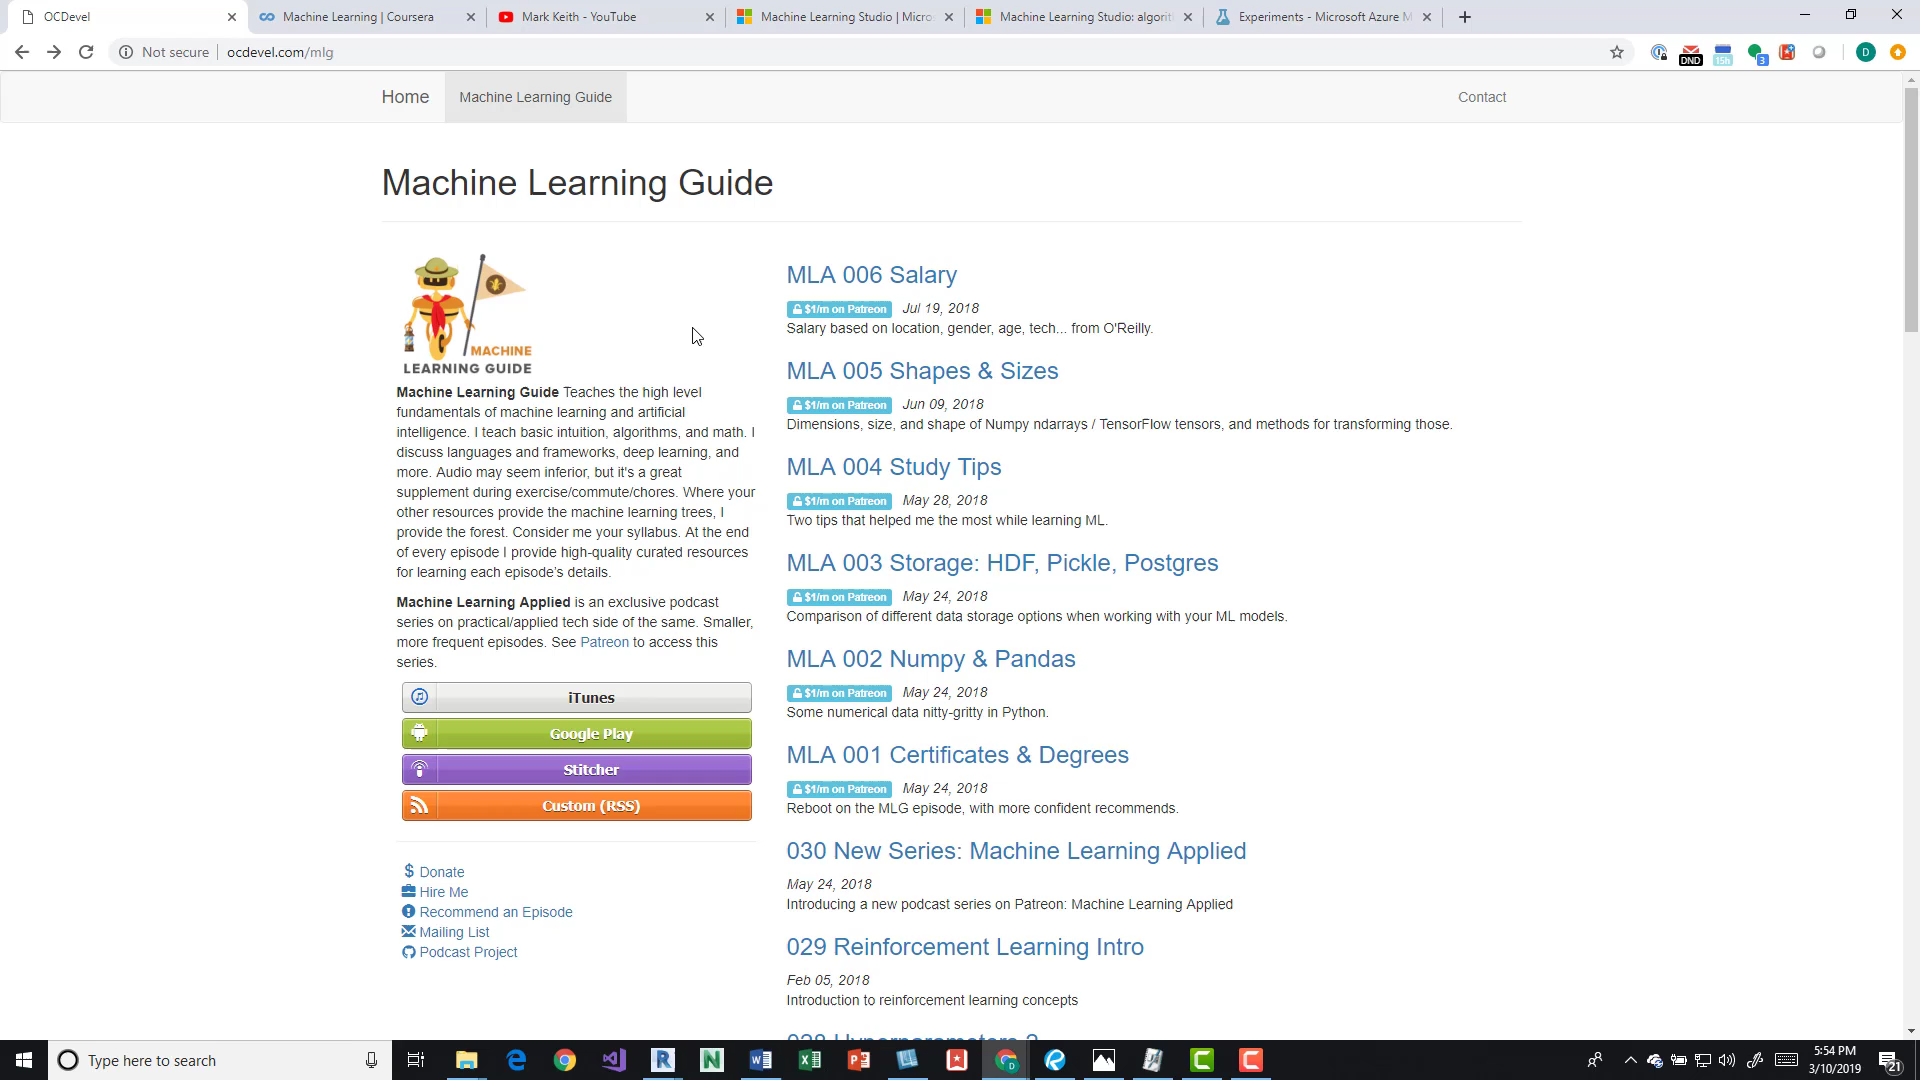 OCDevel
Machine Learning | Coursera
Mark Keith - YouTube
Machine Learning Studio | Micros
Machine Learning Studio: algorit
Experiments - Microsoft Azure M
Not secure
ocdevel.com/mlg
DND
15h
3
D
Home
Machine Learning Guide
Contact
Machine Learning Guide
MACHINE
LEARNING GUIDE
Machine Learning Guide Teaches the high level
fundamentals of machine learning and artificial
intelligence. I teach basic intuition, algorithms, and math. I
discuss languages and frameworks, deep learning, and
more. Audio may seem inferior, but it's a great
supplement during exercise/commute/chores. Where your
other resources provide the machine learning trees, I
provide the forest. Consider me your syllabus. At the end
of every episode I provide high-quality curated resources
for learning each episode's details.
Machine Learning Applied is an exclusive podcast
series on practical/applied tech side of the same. Smaller,
more frequent episodes. See Patreon to access this
series.
iTunes
Google Play
Stitcher
Custom (RSS)
Donate
Hire Me
Recommend an Episode
Mailing List
Podcast Project
MLA 006 Salary
$1/m on Patreon Jul 19, 2018
Salary based on location, gender, age, tech... from O'Reilly.
MLA 005 Shapes & Sizes
$1/m on Patreon Jun 09, 2018
Dimensions, size, and shape of Numpy ndarrays / TensorFlow tensors, and methods for transforming those.
MLA 004 Study Tips
$1/m on Patreon May 28, 2018
Two tips that helped me the most while learning ML.
MLA 003 Storage: HDF, Pickle, Postgres
$1/m on Patreon May 24, 2018
Comparison of different data storage options when working with your ML models.
MLA 002 Numpy & Pandas
$1/m on Patreon May 24, 2018
Some numerical data nitty-gritty in Python.
MLA 001 Certificates & Degrees
$1/m on Patreon May 24, 2018
Reboot on the MLG episode, with more confident recommends.
030 New Series: Machine Learning Applied
May 24, 2018
Introducing a new podcast series on Patreon: Machine Learning Applied
029 Reinforcement Learning Intro
Feb 05, 2018
Introduction to reinforcement learning concepts
028 Hyperparameters 2
Type here to search
5:54 PM
3/10/2019
21